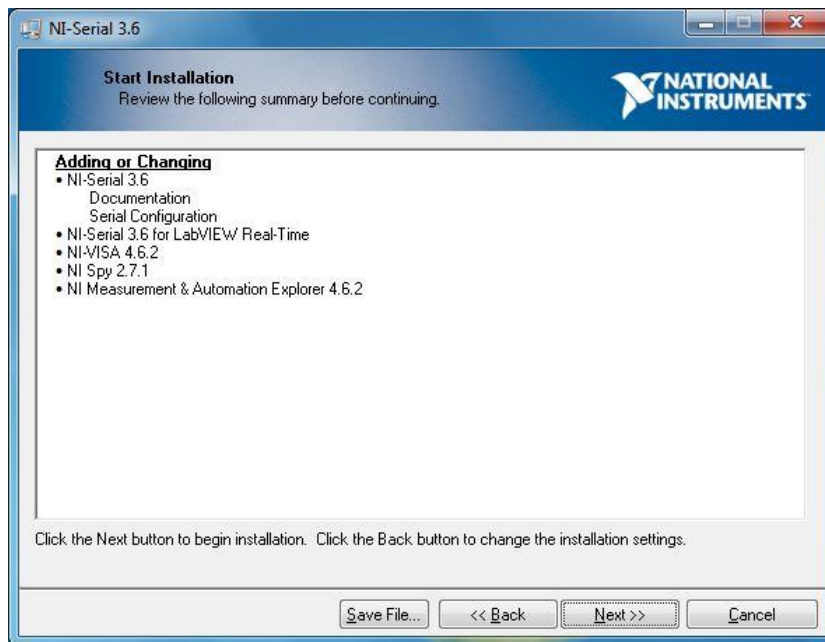 NI-Serial 3.6
Start Installation
Review the following summary before continuing.
NATIONAL
INSTRUMENTS
Adding or Changing
• NI-Serial 3.6
Documentation
Serial Configuration
• NI-Serial 3.6 for LabVIEW Real-Time
• NI-VISA 4.6.2
• NI Spy 2.7.1
• NI Measurement & Automation Explorer 4.6.2
Click the Next button to begin installation. Click the Back button to change the installation settings.
Save File...
<< Back
Next >>
Cancel